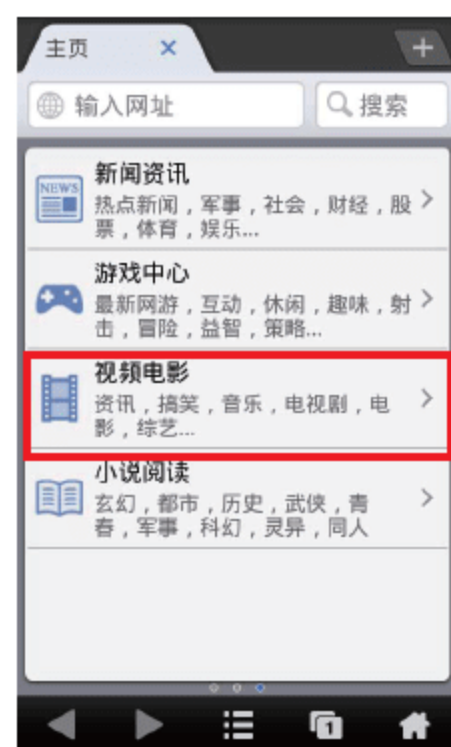 主页
输入网址 搜索
NEWS
新闻资讯
热点新闻，军事，社会，财经，股
票，体育，娱乐...
游戏中心
最新网游，互动，休闲，趣味，射
击，冒险，益智，策略...
视频电影
资讯，搞笑，音乐，电视剧，电
影，综艺...
小说阅读
玄幻，都市，历史，武侠，青
春，军事，科幻，灵异，同人
1